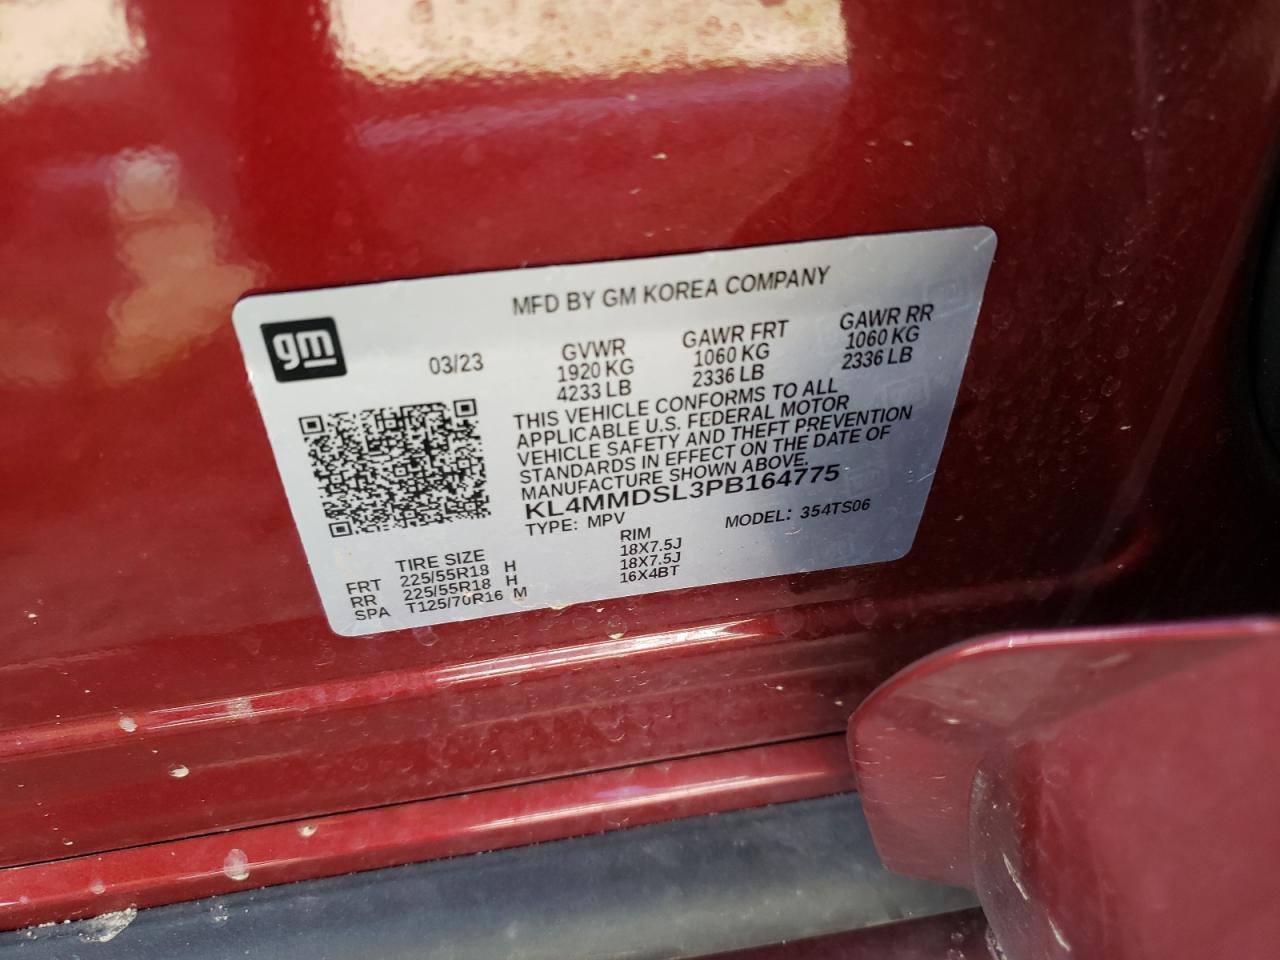 MFD BY GM KOREA COMPANY
gm
03/23
GVWR GAWR FRT GAWR RR
1920 KG 1060 KG 1060 KG
4233 LB 2336 LB 2336 LB
THIS VEHICLE CONFORMS TO ALL
APPLICABLE U.S. FEDERAL MOTOR
VEHICLE SAFETY AND THEFT PREVENTION
STANDARDS IN EFFECT ON THE DATE OF
MANUFACTURE SHOWN ABOVE.
KL4MMDSL3PB164775
TYPE: MPV MODEL: 354TS06
TIRE SIZE RIM
FRT 225/55R18 H 18X7.5J
RR 225/55R18 H 18X7.5J
SPA T125/70R16 M 16X4BT